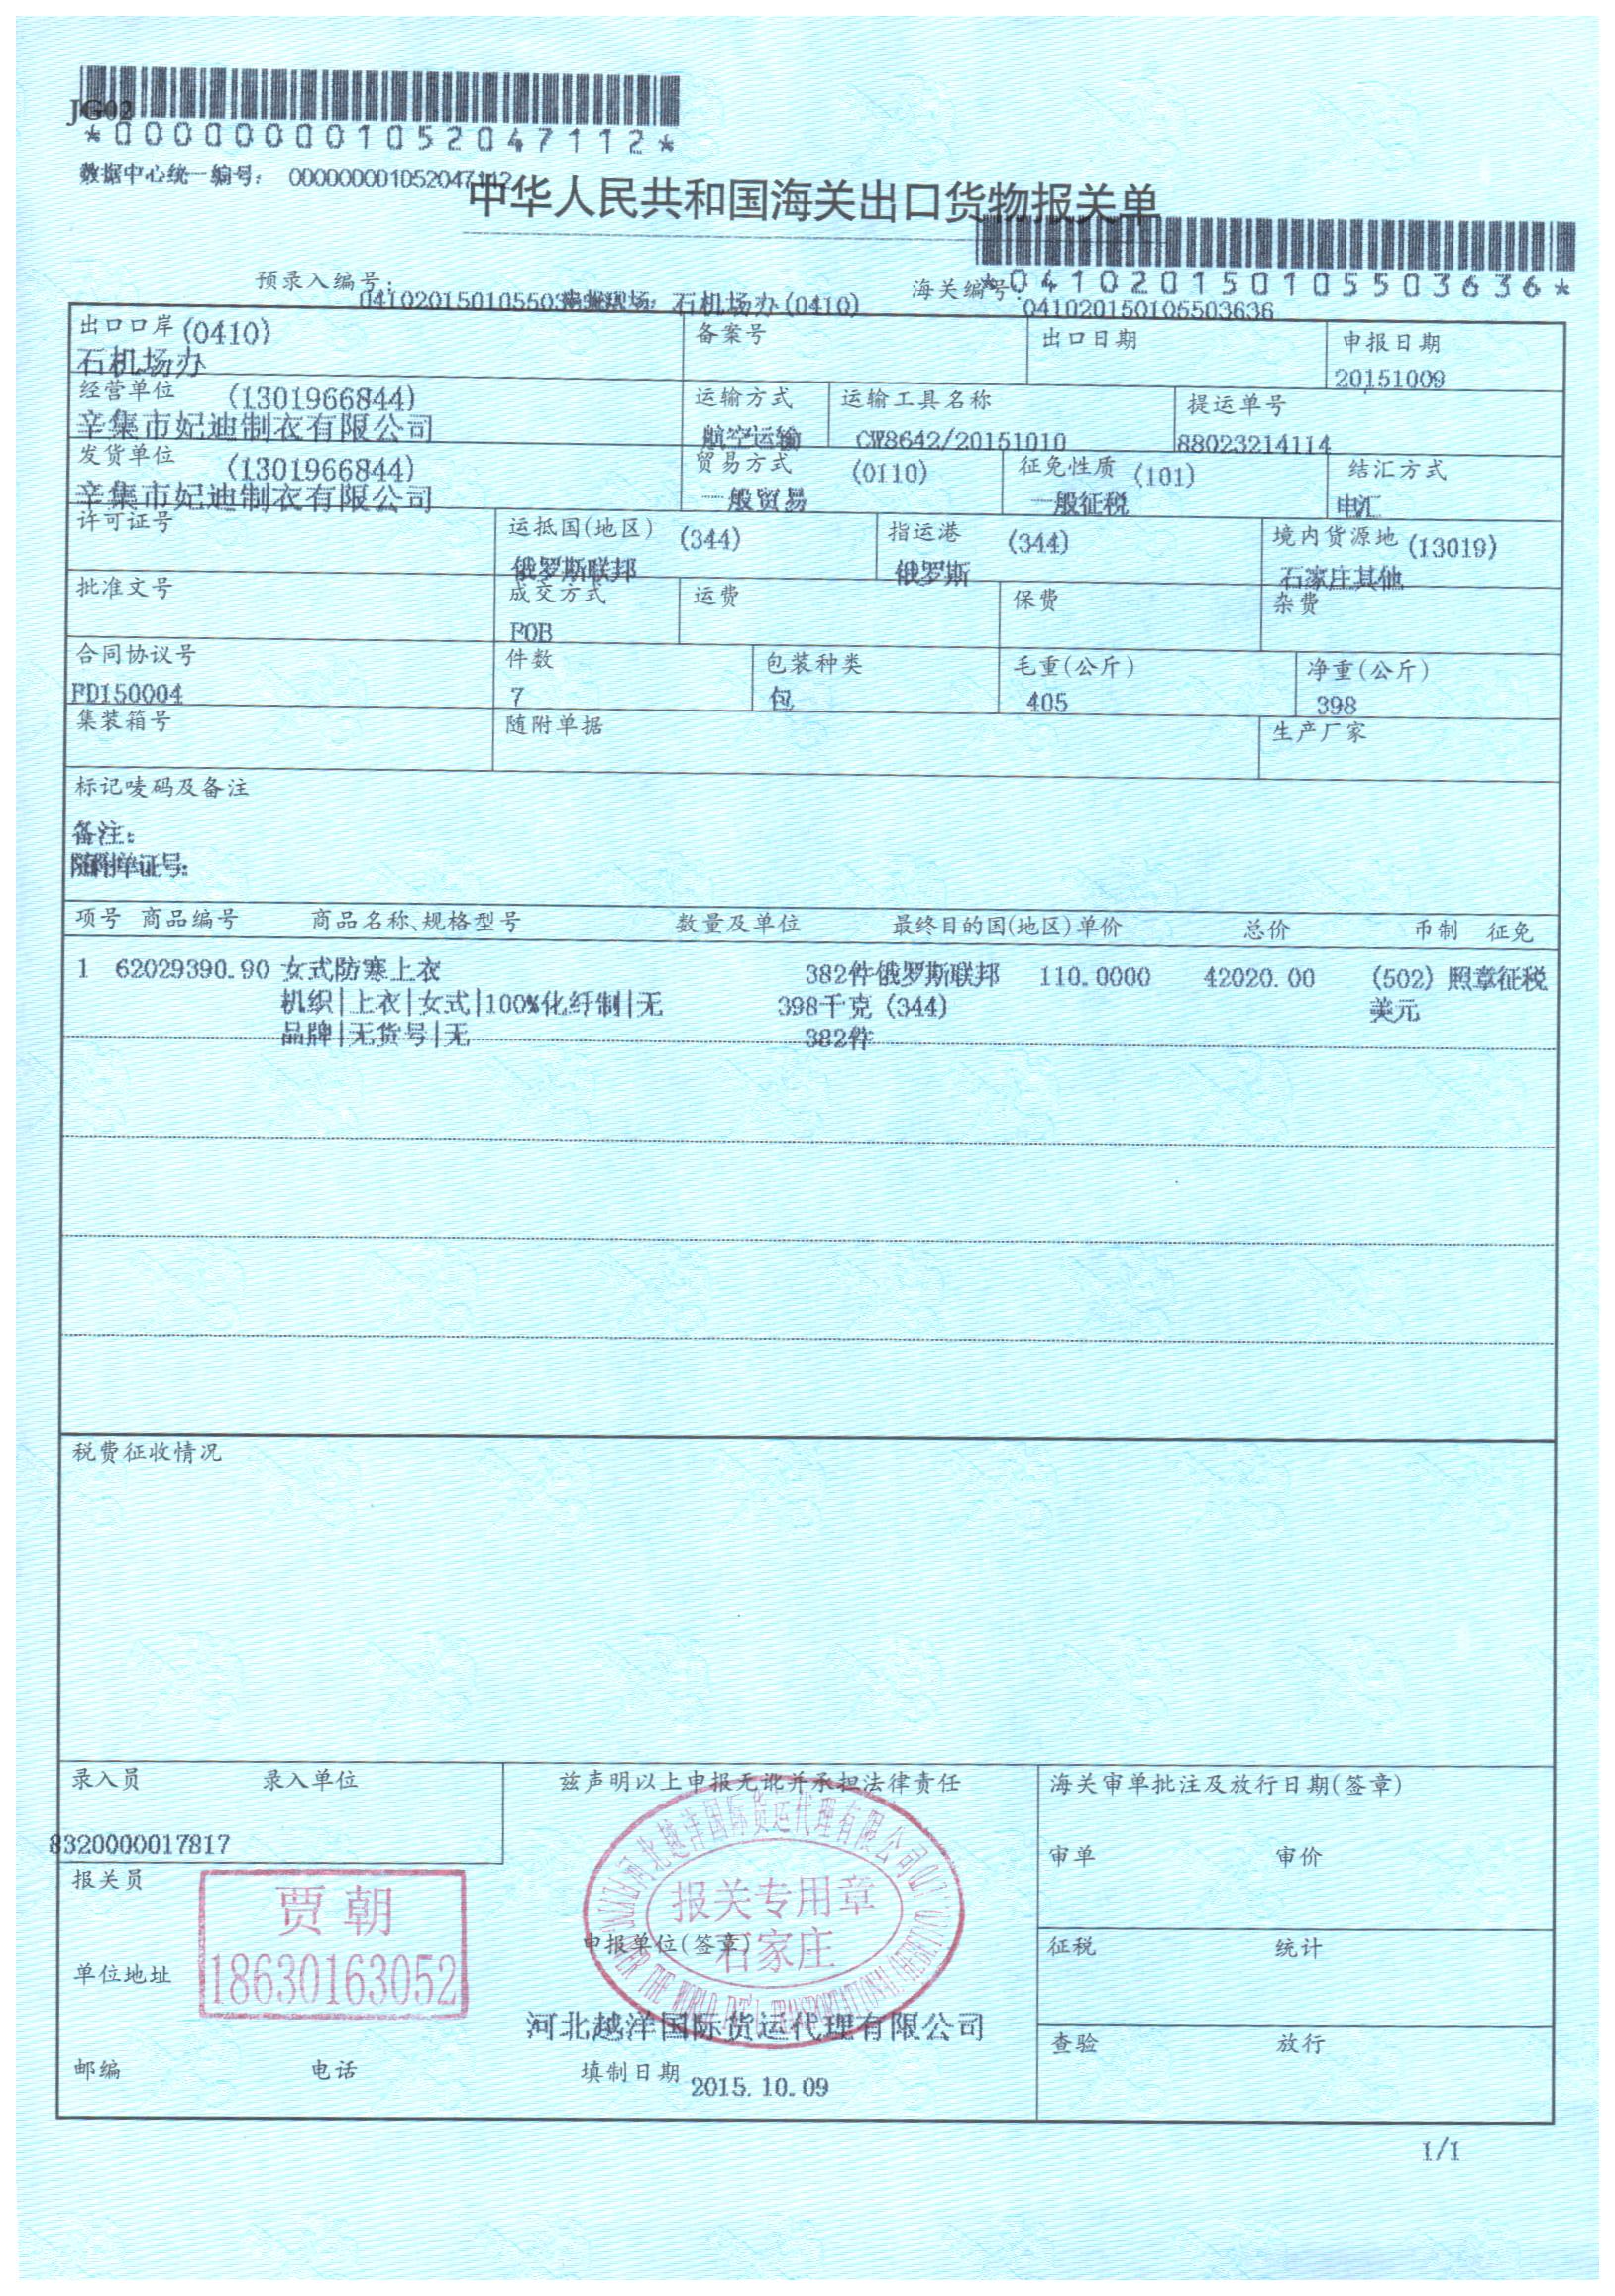 JG02
*000000001052047112*
数据中心统一编号: 000000001052047112
中华人民共和国海关出口货物报关单
预录入编号:
申报现场: 石机场办(0410)
海关编号:
*041020150105503636*
041020150105503636
出口口岸 (0410)
石机场办
备案号
出口日期
申报日期
20151009
经营单位 (1301966844)
辛集市妃迪制衣有限公司
运输方式
航空运输
运输工具名称
CW8642/20151010
提运单号
88023214114
发货单位 (1301966844)
辛集市妃迪制衣有限公司
贸易方式 (0110)
一般贸易
征免性质 (101)
一般征税
结汇方式
电汇
许可证号
运抵国(地区) (344)
俄罗斯联邦
指运港 (344)
俄罗斯
境内货源地 (13019)
石家庄其他
批准文号
成交方式
FOB
运费
保费
杂费
合同协议号
FD150004
件数
7
包装种类
包
毛重(公斤)
405
净重(公斤)
398
集装箱号
随附单据
生产厂家
标记唛码及备注
备注:
随附单证号:
项号 商品编号 商品名称、规格型号 数量及单位 最终目的国(地区) 单价 总价 币制 征免
1 62029390.90 女式防寒上衣 382件 俄罗斯联邦 110.0000 42020.00 (502) 照章征税
机织|上衣|女式|100%化纤制|无 398千克 (344) 美元
品牌|无货号|无 382件
税费征收情况
录入员 录入单位
8320000017817
兹声明以上申报无讹并承担法律责任
海关审单批注及放行日期(签章)
审单 审价
报关员
贾朝
18630163052
单位地址
河北越洋国际货运代理有限公司
报关专用章
石家庄
申报单位(签章)
征税 统计
河北越洋国际货运代理有限公司
查验 放行
邮编 电话
填制日期 2015.10.09
1/1